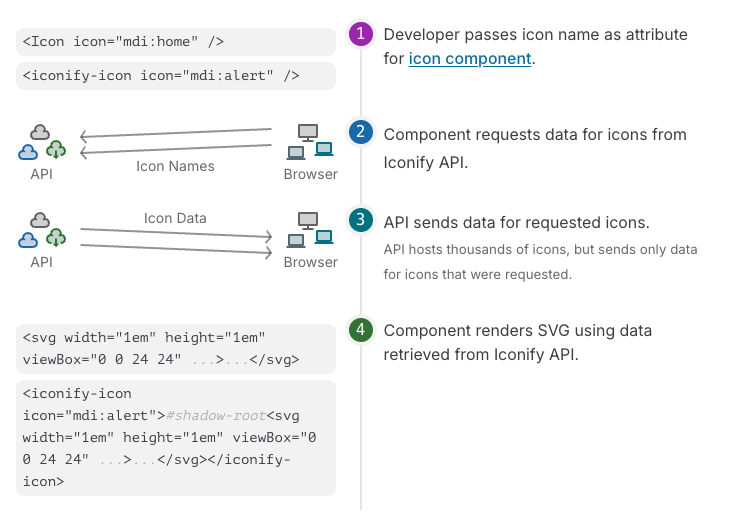 <Icon icon="mdi:home" />
<iconify-icon icon="mdi:alert" />
1
Developer passes icon name as attribute
for icon component.
API
Icon Names
Browser
2
Component requests data for icons from
Iconify API.
API
Icon Data
Browser
3
API sends data for requested icons.
API hosts thousands of icons, but sends only data
for icons that were requested.
<svg width="1em" height="1em"
viewBox="0 0 24 24" ...>...</svg>
<iconify-icon
icon="mdi:alert">#shadow-root<svg
width="1em" height="1em" viewBox="0
0 24 24" ...>...</svg></iconify-
icon>
4
Component renders SVG using data
retrieved from Iconify API.